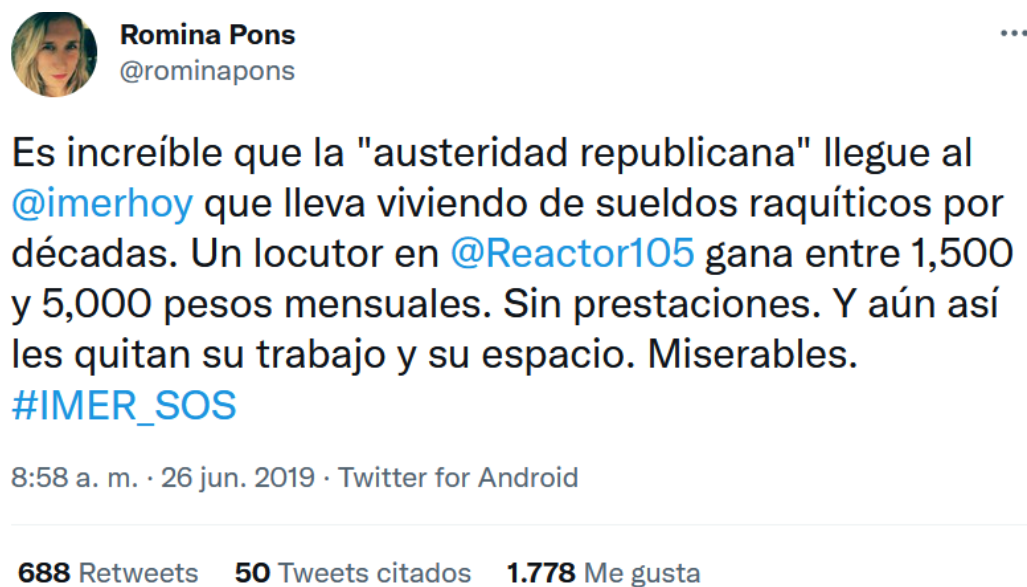 Romina Pons
@rominapons
Es increíble que la "austeridad republicana" llegue al
@imerhoy que lleva viviendo de sueldos raquíticos por
décadas. Un locutor en @Reactor105 gana entre 1,500
y 5,000 pesos mensuales. Sin prestaciones. Y aún así
les quitan su trabajo y su espacio. Miserables.
#IMER_SOS
8:58 a. m. · 26 jun. 2019 · Twitter for Android
688 Retweets 50 Tweets citados 1.778 Me gusta